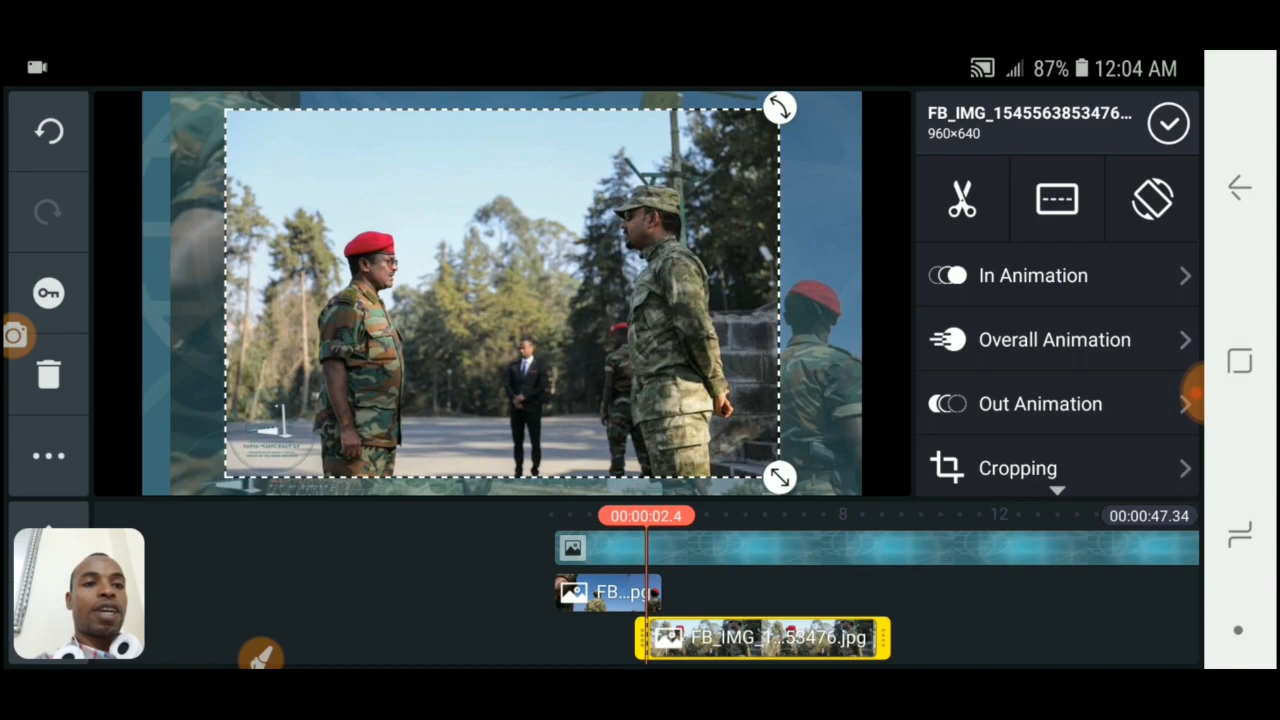 87% 12:04 AM
FB_IMG_1545563853476...
960×640
In Animation
Overall Animation
Out Animation
Cropping
00:00:02.4
8
12
00:00:47.34
FB...pg
FB_IMG_1...53476.jpg